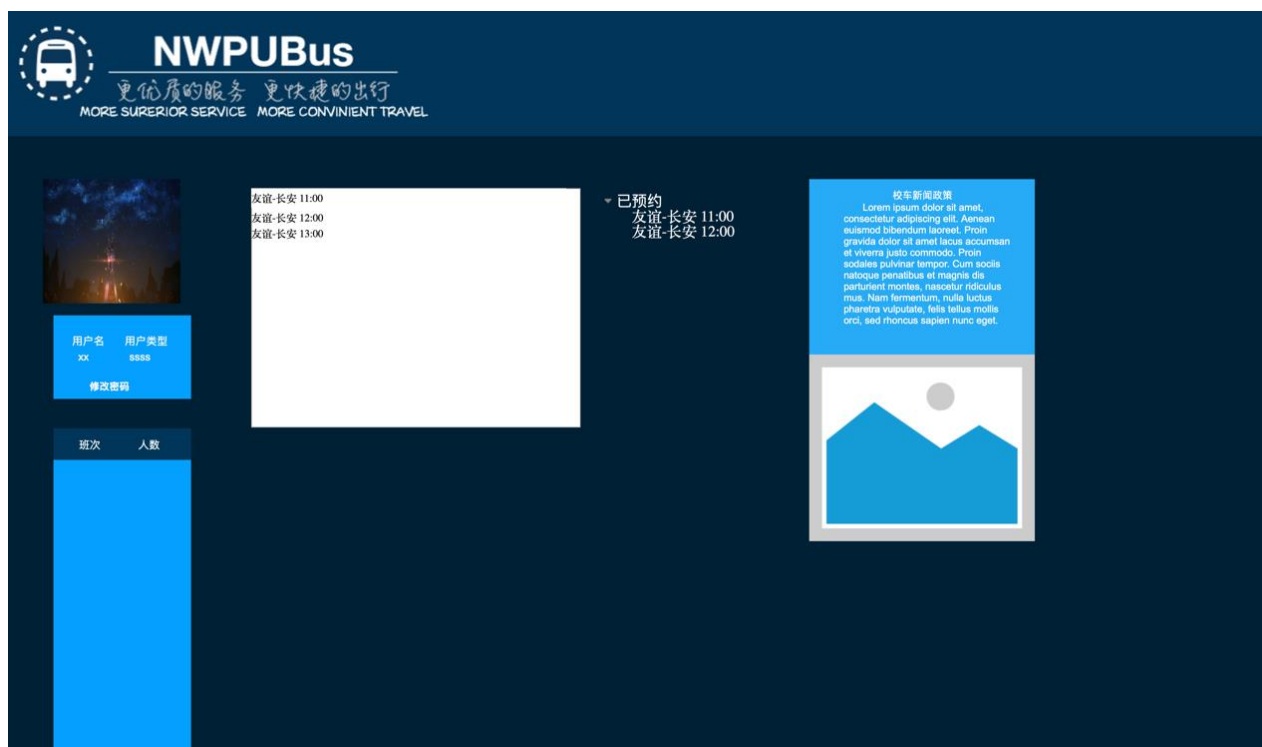 NWPUBus
更优质的服务 更快捷的出行
MORE SURERIOR SERVICE MORE CONVINIENT TRAVEL
用户名 用户类型
xx ssss
修改密码
班次 人数
友谊-长安 11:00
友谊-长安 12:00
友谊-长安 13:00
已预约
友谊-长安 11:00
友谊-长安 12:00
校车新闻政策
Lorem ipsum dolor sit amet,
consectetur adipiscing elit. Aenean
euismod bibendum laoreet. Proin
gravida dolor sit amet lacus accumsan
et viverra justo commodo. Proin
sodales pulvinar tempor. Cum sociis
natoque penatibus et magnis dis
parturient montes, nascetur ridiculus
mus. Nam fermentum, nulla luctus
pharetra vulputate, felis tellus mollis
orci, sed rhoncus sapien nunc eget.